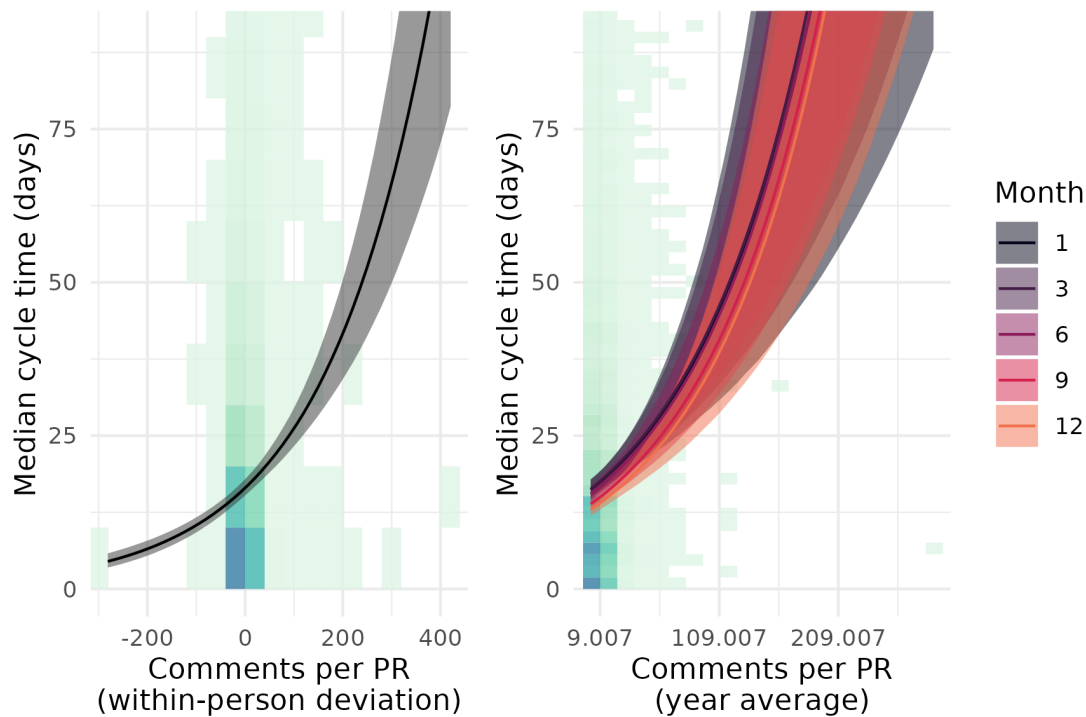 Median cycle time (days)
75
50
25
0
-200 0 200 400
Comments per PR
(within-person deviation)
Median cycle time (days)
75
50
25
0
9.007 109.007 209.007
Comments per PR
(year average)
Month
1
3
6
9
12